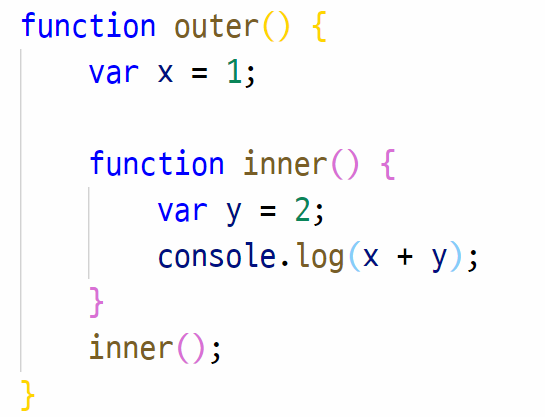 function outer() {
    var x = 1;

    function inner() {
        var y = 2;
        console.log(x + y);
    }
    inner();
}